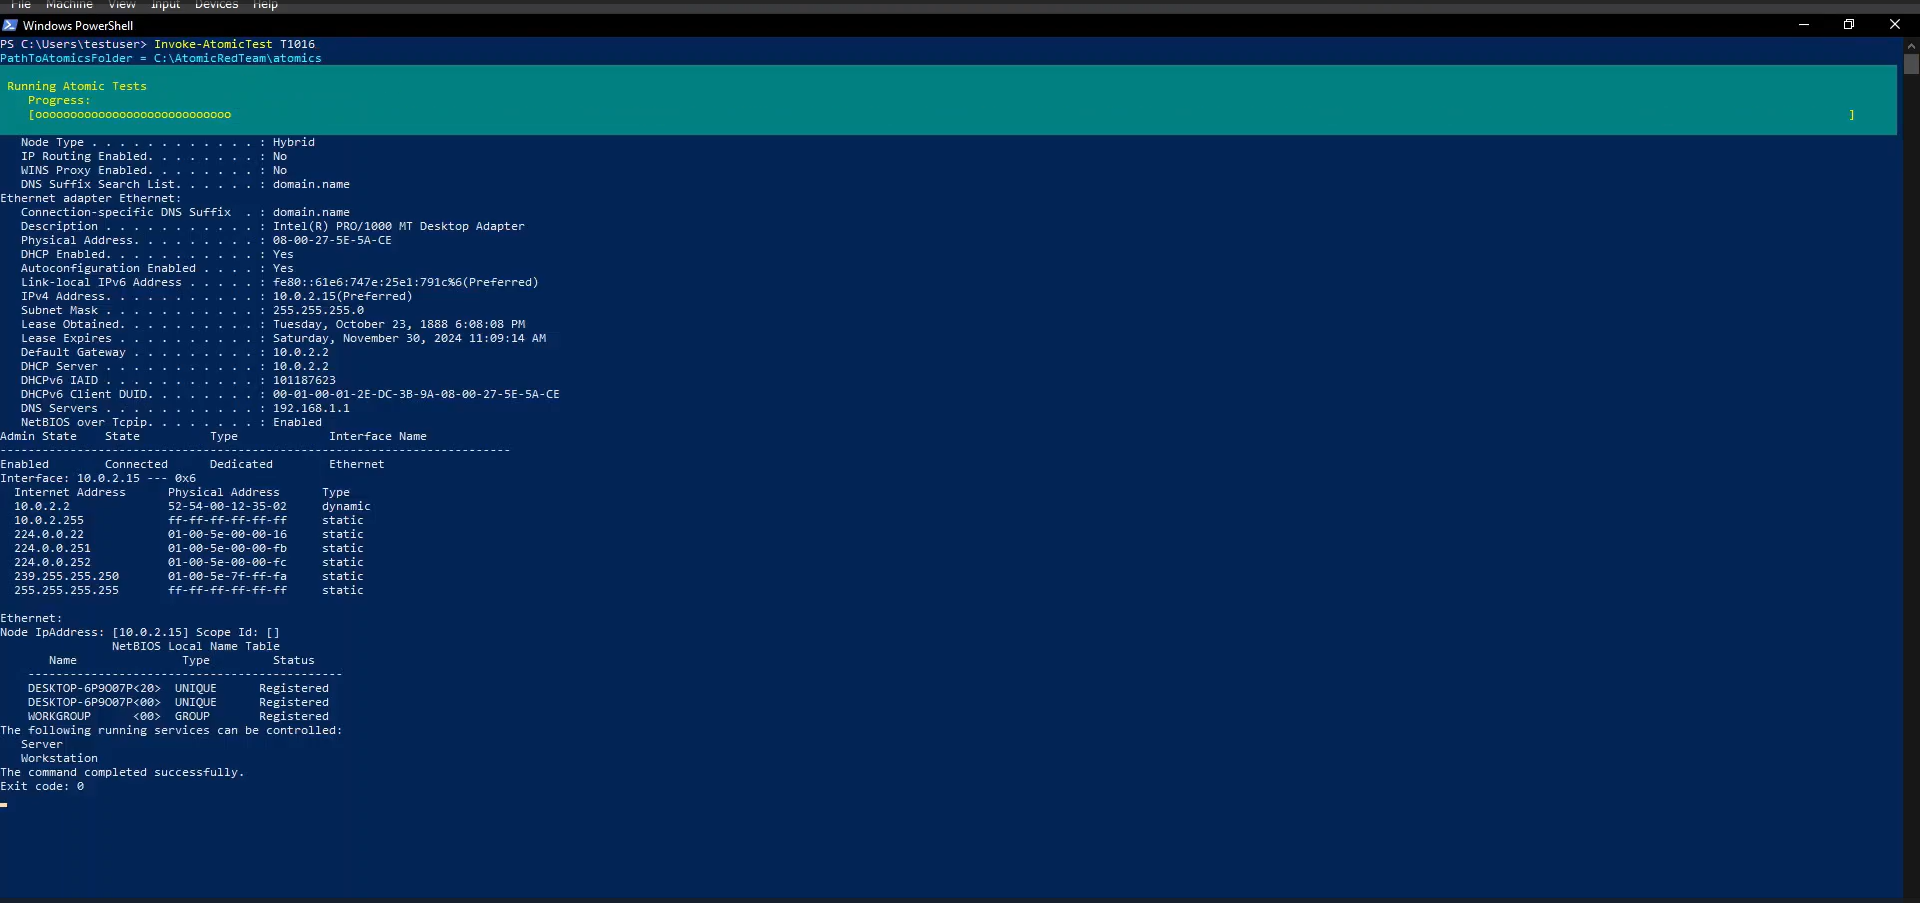 File Machine View Input Devices Help
Windows PowerShell
PS C:\Users\testuser> Invoke-AtomicTest T1016
PathToAtomicsFolder = C:\AtomicRedTeam\atomics
Running Atomic Tests
Progress:
[oooooooooooooooooooooooooooo ]
Node Type . . . . . . . . . . . . : Hybrid
IP Routing Enabled. . . . . . . . : No
WINS Proxy Enabled. . . . . . . . : No
DNS Suffix Search List. . . . . . : domain.name
Ethernet adapter Ethernet:
Connection-specific DNS Suffix  . : domain.name
Description . . . . . . . . . . . : Intel(R) PRO/1000 MT Desktop Adapter
Physical Address. . . . . . . . . : 08-00-27-5E-5A-CE
DHCP Enabled. . . . . . . . . . . : Yes
Autoconfiguration Enabled . . . . : Yes
Link-local IPv6 Address . . . . . : fe80::61e6:747e:25e1:791c%6(Preferred)
IPv4 Address. . . . . . . . . . . : 10.0.2.15(Preferred)
Subnet Mask . . . . . . . . . . . : 255.255.255.0
Lease Obtained. . . . . . . . . . : Tuesday, October 23, 1888 6:08:08 PM
Lease Expires . . . . . . . . . . : Saturday, November 30, 2024 11:09:14 AM
Default Gateway . . . . . . . . . : 10.0.2.2
DHCP Server . . . . . . . . . . . : 10.0.2.2
DHCPv6 IAID . . . . . . . . . . . : 101187623
DHCPv6 Client DUID. . . . . . . . : 00-01-00-01-2E-DC-3B-9A-08-00-27-5E-5A-CE
DNS Servers . . . . . . . . . . . : 192.168.1.1
NetBIOS over Tcpip. . . . . . . . : Enabled
Admin State    State          Type             Interface Name
-------------------------------------------------------------------------
Enabled        Connected      Dedicated        Ethernet
Interface: 10.0.2.15 --- 0x6
Internet Address      Physical Address      Type
10.0.2.2              52-54-00-12-35-02     dynamic
10.0.2.255            ff-ff-ff-ff-ff-ff     static
224.0.0.22            01-00-5e-00-00-16     static
224.0.0.251           01-00-5e-00-00-fb     static
224.0.0.252           01-00-5e-00-00-fc     static
239.255.255.250       01-00-5e-7f-ff-fa     static
255.255.255.255       ff-ff-ff-ff-ff-ff     static
Ethernet:
Node IpAddress: [10.0.2.15] Scope Id: []
NetBIOS Local Name Table
Name               Type         Status
---------------------------------------------
DESKTOP-6P9O07P<20>  UNIQUE      Registered
DESKTOP-6P9O07P<00>  UNIQUE      Registered
WORKGROUP      <00>  GROUP       Registered
The following running services can be controlled:
Server
Workstation
The command completed successfully.
Exit code: 0